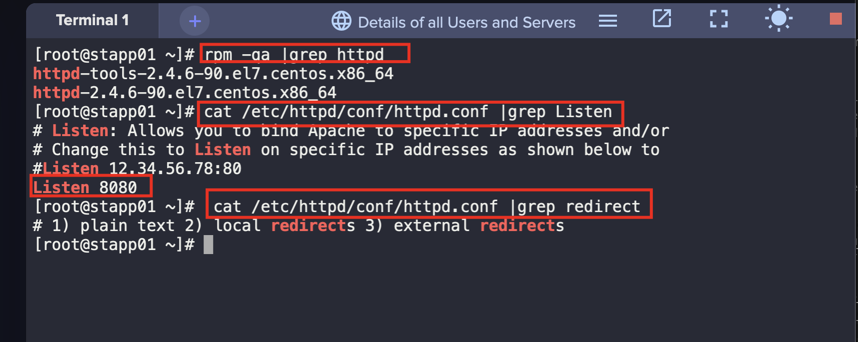 Terminal 1
+
Details of all Users and Servers
[root@stapp01 ~]# rpm -qa |grep httpd
httpd-tools-2.4.6-90.el7.centos.x86_64
httpd-2.4.6-90.el7.centos.x86_64
[root@stapp01 ~]# cat /etc/httpd/conf/httpd.conf |grep Listen
# Listen: Allows you to bind Apache to specific IP addresses and/or
# Change this to Listen on specific IP addresses as shown below to
#Listen 12.34.56.78:80
Listen 8080
[root@stapp01 ~]#  cat /etc/httpd/conf/httpd.conf |grep redirect
# 1) plain text 2) local redirects 3) external redirects
[root@stapp01 ~]#